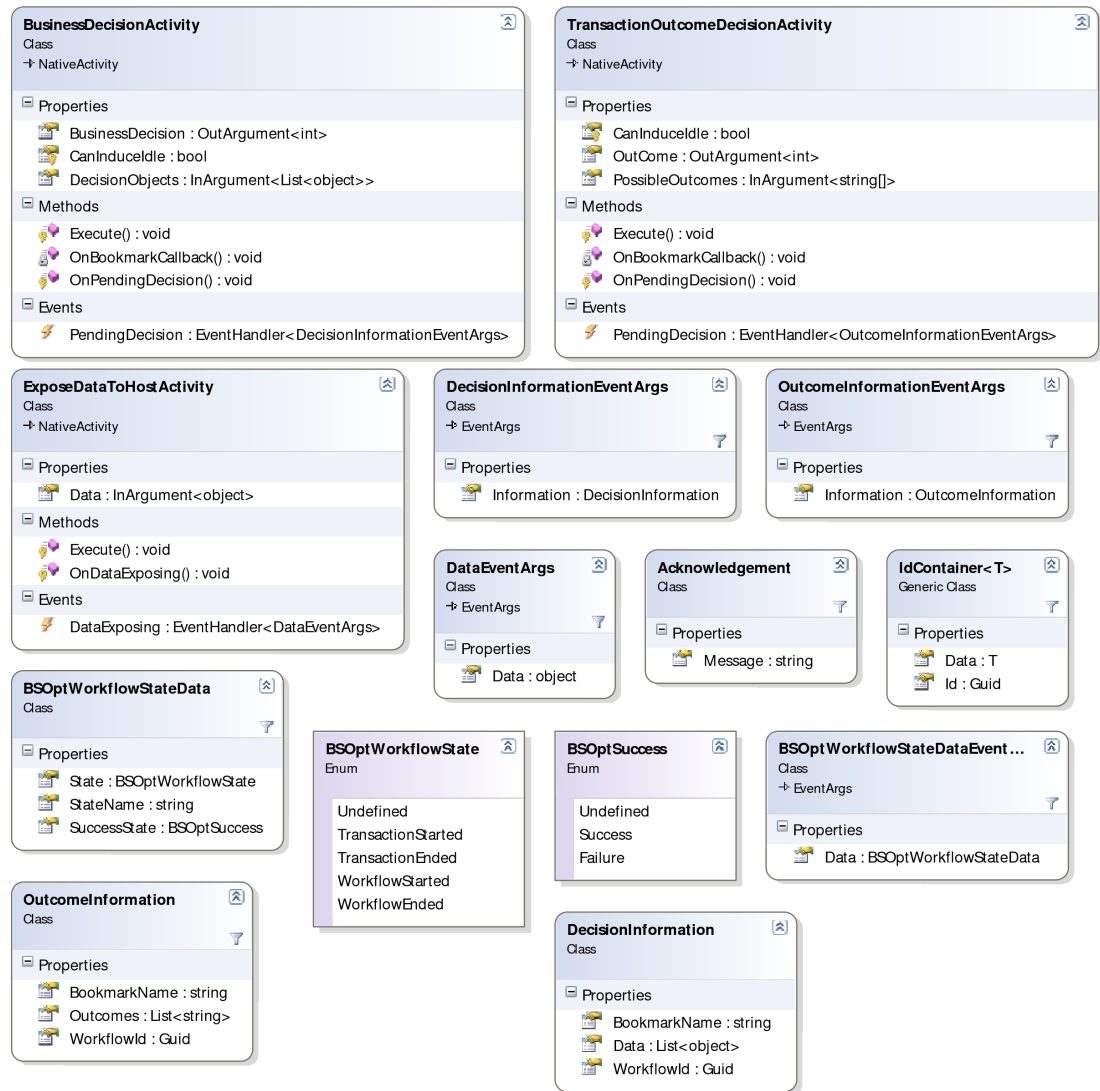 BusinessDecisionActivity
Class
NativeActivity
Properties
BusinessDecision : OutArgument<int>
CanInduceIdle : bool
DecisionObjects : InArgument<List<object>>
Methods
Execute() : void
OnBookmarkCallback() : void
OnPendingDecision() : void
Events
PendingDecision : EventHandler<DecisionInformationEventArgs>
TransactionOutcomeDecisionActivity
Class
NativeActivity
Properties
CanInduceIdle : bool
OutCome : OutArgument<int>
PossibleOutcomes : InArgument<string[]>
Methods
Execute() : void
OnBookmarkCallback() : void
OnPendingDecision() : void
Events
PendingDecision : EventHandler<OutcomeInformationEventArgs>
ExposeDataToHostActivity
Class
NativeActivity
Properties
Data : InArgument<object>
Methods
Execute() : void
OnDataExposing() : void
Events
DataExposing : EventHandler<DataEventArgs>
DecisionInformationEventArgs
Class
EventArgs
Properties
Information : DecisionInformation
OutcomeInformationEventArgs
Class
EventArgs
Properties
Information : OutcomeInformation
DataEventArgs
Class
EventArgs
Properties
Data : object
Acknowledgement
Class
Properties
Message : string
IdContainer<T>
Generic Class
Properties
Data : T
Id : Guid
BSOptWorkflowStateData
Class
Properties
State : BSOptWorkflowState
StateName : string
SuccessState : BSOptSuccess
BSOptWorkflowState
Enum
Undefined
TransactionStarted
TransactionEnded
WorkflowStarted
WorkflowEnded
BSOptSuccess
Enum
Undefined
Success
Failure
BSOptWorkflowStateDataEvent...
Class
EventArgs
Properties
Data : BSOptWorkflowStateData
OutcomeInformation
Class
Properties
BookmarkName : string
Outcomes : List<string>
WorkflowId : Guid
DecisionInformation
Class
Properties
BookmarkName : string
Data : List<object>
WorkflowId : Guid